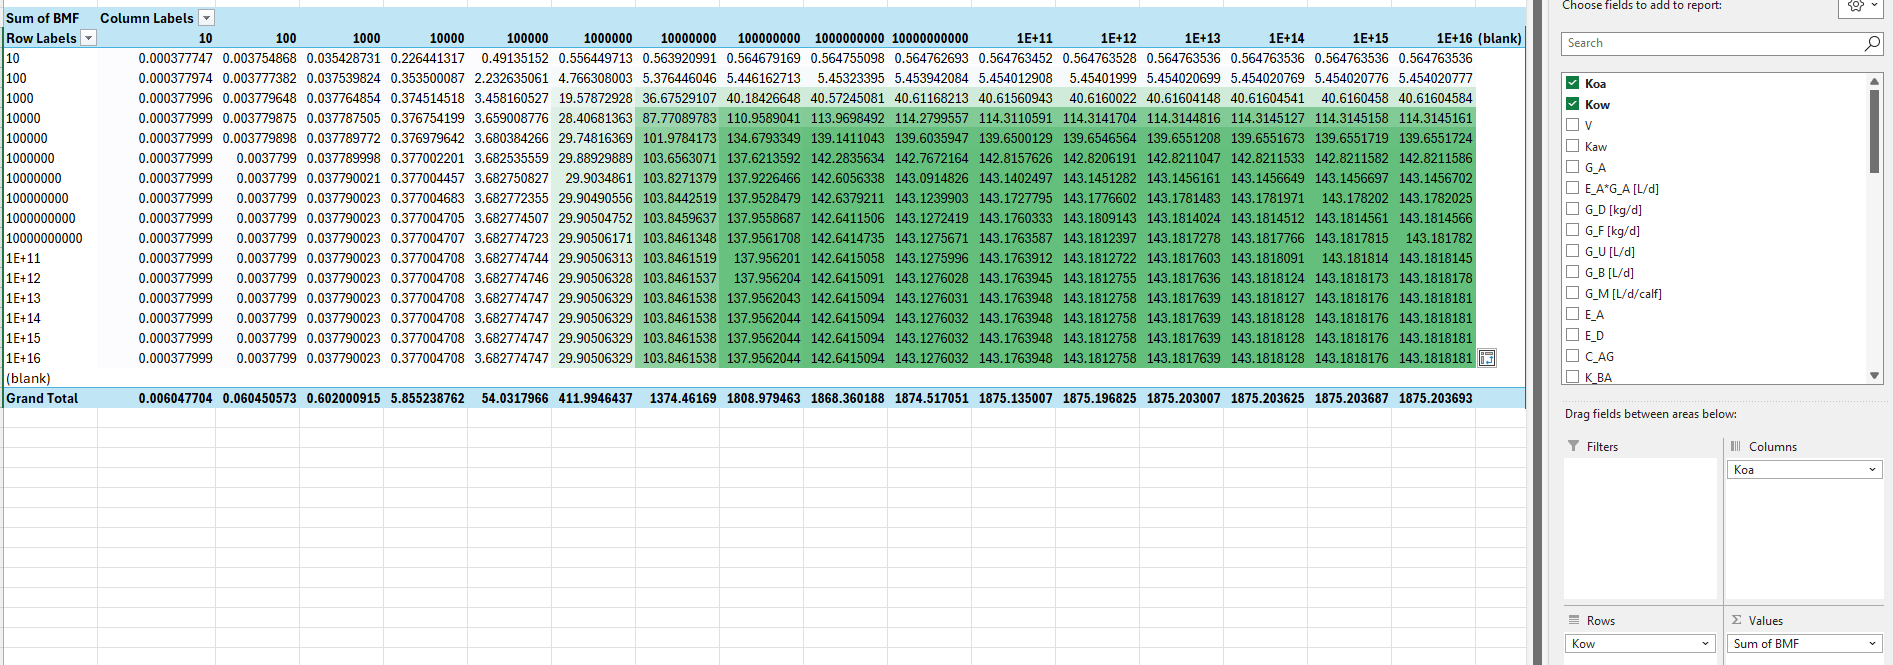 Sum of BMF Column Labels
Row Labels 10 100 1000 10000 100000 1000000 10000000 100000000 1000000000 10000000000 1E+11 1E+12 1E+13 1E+14 1E+15 1E+16 (blank)
10 0.000377747 0.003754868 0.035428731 0.226441317 0.49135152 0.556449713 0.563920991 0.564679169 0.564755098 0.564762693 0.564763452 0.564763528 0.564763536 0.564763536 0.564763536 0.564763536
100 0.000377974 0.003777382 0.037539824 0.353500087 2.232635061 4.766308003 5.376446046 5.446162713 5.45323395 5.453942084 5.454012908 5.45401999 5.454020699 5.454020769 5.454020776 5.454020777
1000 0.000377996 0.003779648 0.037764854 0.374514518 3.458160527 19.57872928 36.67529107 40.18426648 40.57245081 40.61168213 40.61560943 40.6160022 40.61604148 40.61604541 40.6160458 40.61604584
10000 0.000377999 0.003779875 0.037787505 0.376754199 3.659008776 28.40681363 87.77089783 110.9589041 113.9698492 114.2799557 114.3110591 114.3141704 114.3144816 114.3145127 114.3145158 114.3145161
100000 0.000377999 0.003779898 0.037789772 0.376979642 3.680384266 29.74816369 101.9784173 134.6793349 139.1411043 139.6035947 139.6500129 139.6546564 139.6551208 139.6551673 139.6551719 139.6551724
1000000 0.000377999 0.0037799 0.037789998 0.377002201 3.682535559 29.88929889 103.6563071 137.6213592 142.2835634 142.7672164 142.8157626 142.8206191 142.8211047 142.8211533 142.8211582 142.8211586
10000000 0.000377999 0.0037799 0.037790021 0.377004457 3.682750827 29.9034861 103.8271379 137.9226466 142.6056338 143.0914826 143.1402497 143.1451282 143.1456161 143.1456649 143.1456697 143.1456702
100000000 0.000377999 0.0037799 0.037790023 0.377004683 3.682772355 29.90490556 103.8442519 137.9528479 142.6379211 143.1239903 143.1727795 143.1776602 143.1781483 143.1781971 143.178202 143.1782025
1000000000 0.000377999 0.0037799 0.037790023 0.377004705 3.682774507 29.90504752 103.8459637 137.9558687 142.6411506 143.1272419 143.1760333 143.1809143 143.1814024 143.1814512 143.1814561 143.1814566
10000000000 0.000377999 0.0037799 0.037790023 0.377004707 3.682774723 29.90506171 103.8461348 137.9561708 142.6414735 143.1275671 143.1763587 143.1812397 143.1817278 143.1817766 143.1817815 143.181782
1E+11 0.000377999 0.0037799 0.037790023 0.377004708 3.682774744 29.90506313 103.8461519 137.956201 142.6415058 143.1275996 143.1763912 143.1812722 143.1817603 143.1818091 143.181814 143.1818145
1E+12 0.000377999 0.0037799 0.037790023 0.377004708 3.682774746 29.90506328 103.8461537 137.956204 142.6415091 143.1276028 143.1763945 143.1812755 143.1817636 143.1818124 143.1818173 143.1818178
1E+13 0.000377999 0.0037799 0.037790023 0.377004708 3.682774747 29.90506329 103.8461538 137.9562043 142.6415094 143.1276031 143.1763948 143.1812758 143.1817639 143.1818127 143.1818176 143.1818181
1E+14 0.000377999 0.0037799 0.037790023 0.377004708 3.682774747 29.90506329 103.8461538 137.9562044 142.6415094 143.1276032 143.1763948 143.1812758 143.1817639 143.1818128 143.1818176 143.1818181
1E+15 0.000377999 0.0037799 0.037790023 0.377004708 3.682774747 29.90506329 103.8461538 137.9562044 142.6415094 143.1276032 143.1763948 143.1812758 143.1817639 143.1818128 143.1818176 143.1818181
1E+16 0.000377999 0.0037799 0.037790023 0.377004708 3.682774747 29.90506329 103.8461538 137.9562044 142.6415094 143.1276032 143.1763948 143.1812758 143.1817639 143.1818128 143.1818176 143.1818181
(blank)
Grand Total 0.006047704 0.060450573 0.602000915 5.855238762 54.0317966 411.9946437 1374.46169 1808.979463 1868.360188 1874.517051 1875.135007 1875.196825 1875.203007 1875.203625 1875.203687 1875.203693
Choose fields to add to report:
Search
Koa
Kow
V
Kaw
G_A
E_A*G_A [L/d]
G_D [kg/d]
G_F [kg/d]
G_U [L/d]
G_B [L/d]
G_M [L/d/calf]
E_A
E_D
C_AG
K_BA
Drag fields between areas below:
Filters
Columns
Koa
Rows
Values
Kow
Sum of BMF